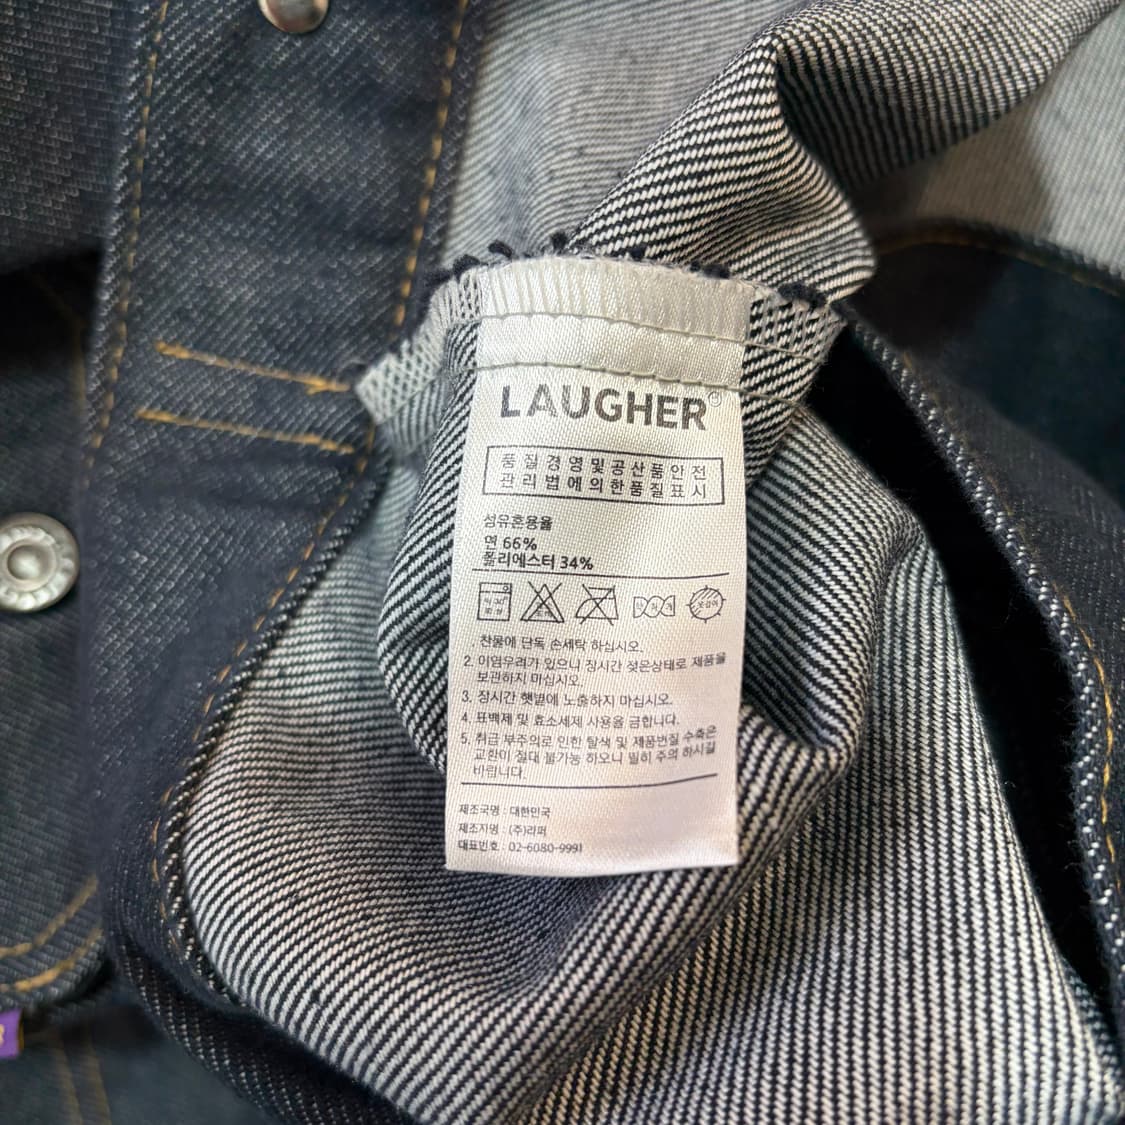 LAUGHER®
품질경영및공산품안전
관리법에의한품질표시
섬유혼용율
면 66%
폴리에스터 34%
. 찬물에 단독 손세탁 하십시오.
2. 이염우려가 있으니 장시간 젖은상태로 제품을
보관하지 마십시오.
3. 장시간 햇볕에 노출하지 마십시오.
4. 표백제 및 효소세제 사용을 금합니다.
5. 취급 부주의로 인한 탈색 및 제품변질 수축은
교환이 절대 불가능 하오니 필히 주의 하시길
바립니다.
제조국명 : 대한민국
제조자명 : (주)라퍼
대표번호 : 02-6080-9991